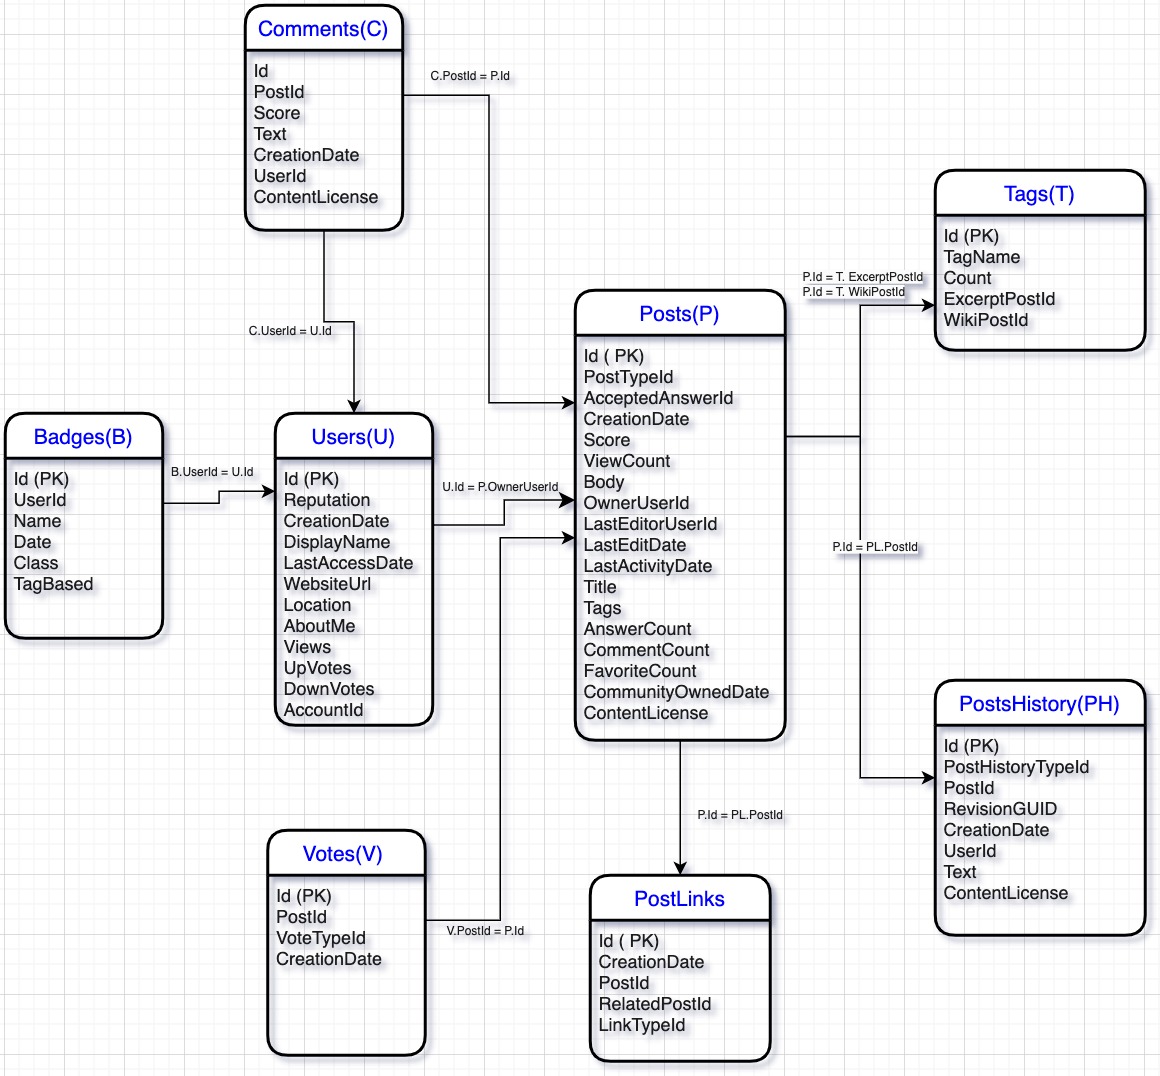 Comments(C)
Id
PostId
Score
Text
CreationDate
UserId
ContentLicense
C.PostId = P.Id
C.UserId = U.Id
Badges(B)
Id (PK)
UserId
Name
Date
Class
TagBased
B.UserId = U.Id
Users(U)
Id (PK)
Reputation
CreationDate
DisplayName
LastAccessDate
WebsiteUrl
Location
AboutMe
Views
UpVotes
DownVotes
AccountId
U.Id = P.OwnerUserId
Posts(P)
Id ( PK)
PostTypeId
AcceptedAnswerId
CreationDate
Score
ViewCount
Body
OwnerUserId
LastEditorUserId
LastEditDate
LastActivityDate
Title
Tags
AnswerCount
CommentCount
FavoriteCount
CommunityOwnedDate
ContentLicense
P.Id = T. ExcerptPostId
P.Id = T. WikiPostId
Tags(T)
Id (PK)
TagName
Count
ExcerptPostId
WikiPostId
P.Id = PL.PostId
PostsHistory(PH)
Id (PK)
PostHistoryTypeId
PostId
RevisionGUID
CreationDate
UserId
Text
ContentLicense
Votes(V)
Id (PK)
PostId
VoteTypeId
CreationDate
V.PostId = P.Id
P.Id = PL.PostId
PostLinks
Id ( PK)
CreationDate
PostId
RelatedPostId
LinkTypeId